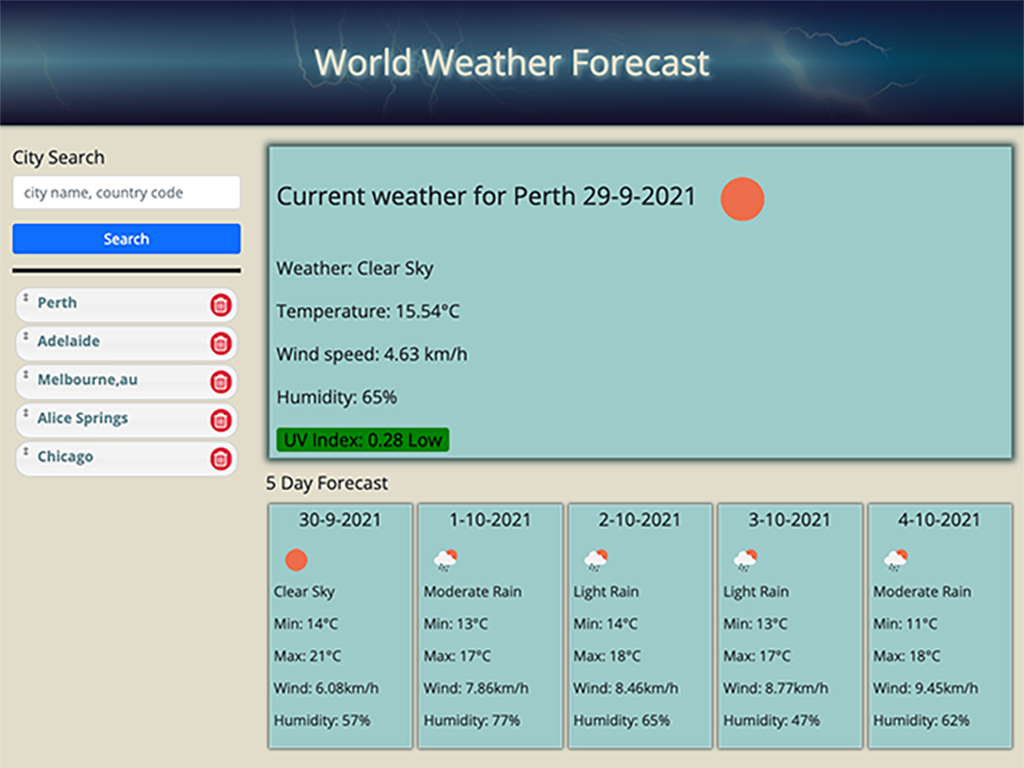 World Weather Forecast
City Search
city name, country code
Search
Perth
Adelaide
Melbourne,au
Alice Springs
Chicago
Current weather for Perth 29-9-2021
Weather: Clear Sky
Temperature: 15.54°C
Wind speed: 4.63 km/h
Humidity: 65%
UV Index: 0.28 Low
5 Day Forecast
30-9-2021
Clear Sky
Min: 14°C
Max: 21°C
Wind: 6.08km/h
Humidity: 57%
1-10-2021
Moderate Rain
Min: 13°C
Max: 17°C
Wind: 7.86km/h
Humidity: 77%
2-10-2021
Light Rain
Min: 14°C
Max: 18°C
Wind: 8.46km/h
Humidity: 65%
3-10-2021
Light Rain
Min: 13°C
Max: 17°C
Wind: 8.77km/h
Humidity: 47%
4-10-2021
Moderate Rain
Min: 11°C
Max: 18°C
Wind: 9.45km/h
Humidity: 62%